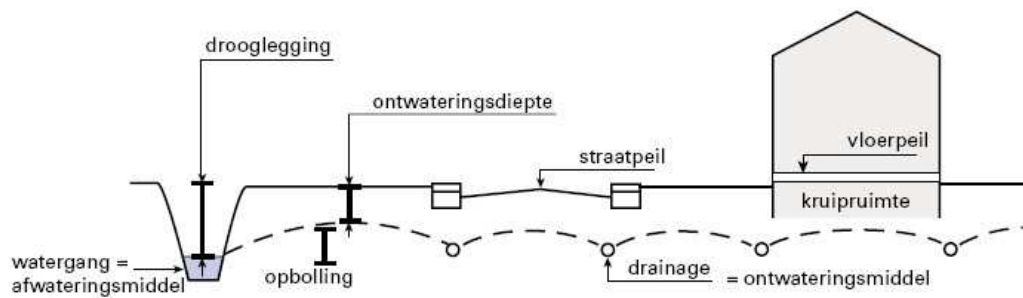 drooglegging
ontwateringsdiepte
straatpeil
vloerpeil
kruipruimte
watergang =
afwateringsmiddel
opbolling
drainage = ontwateringsmiddel